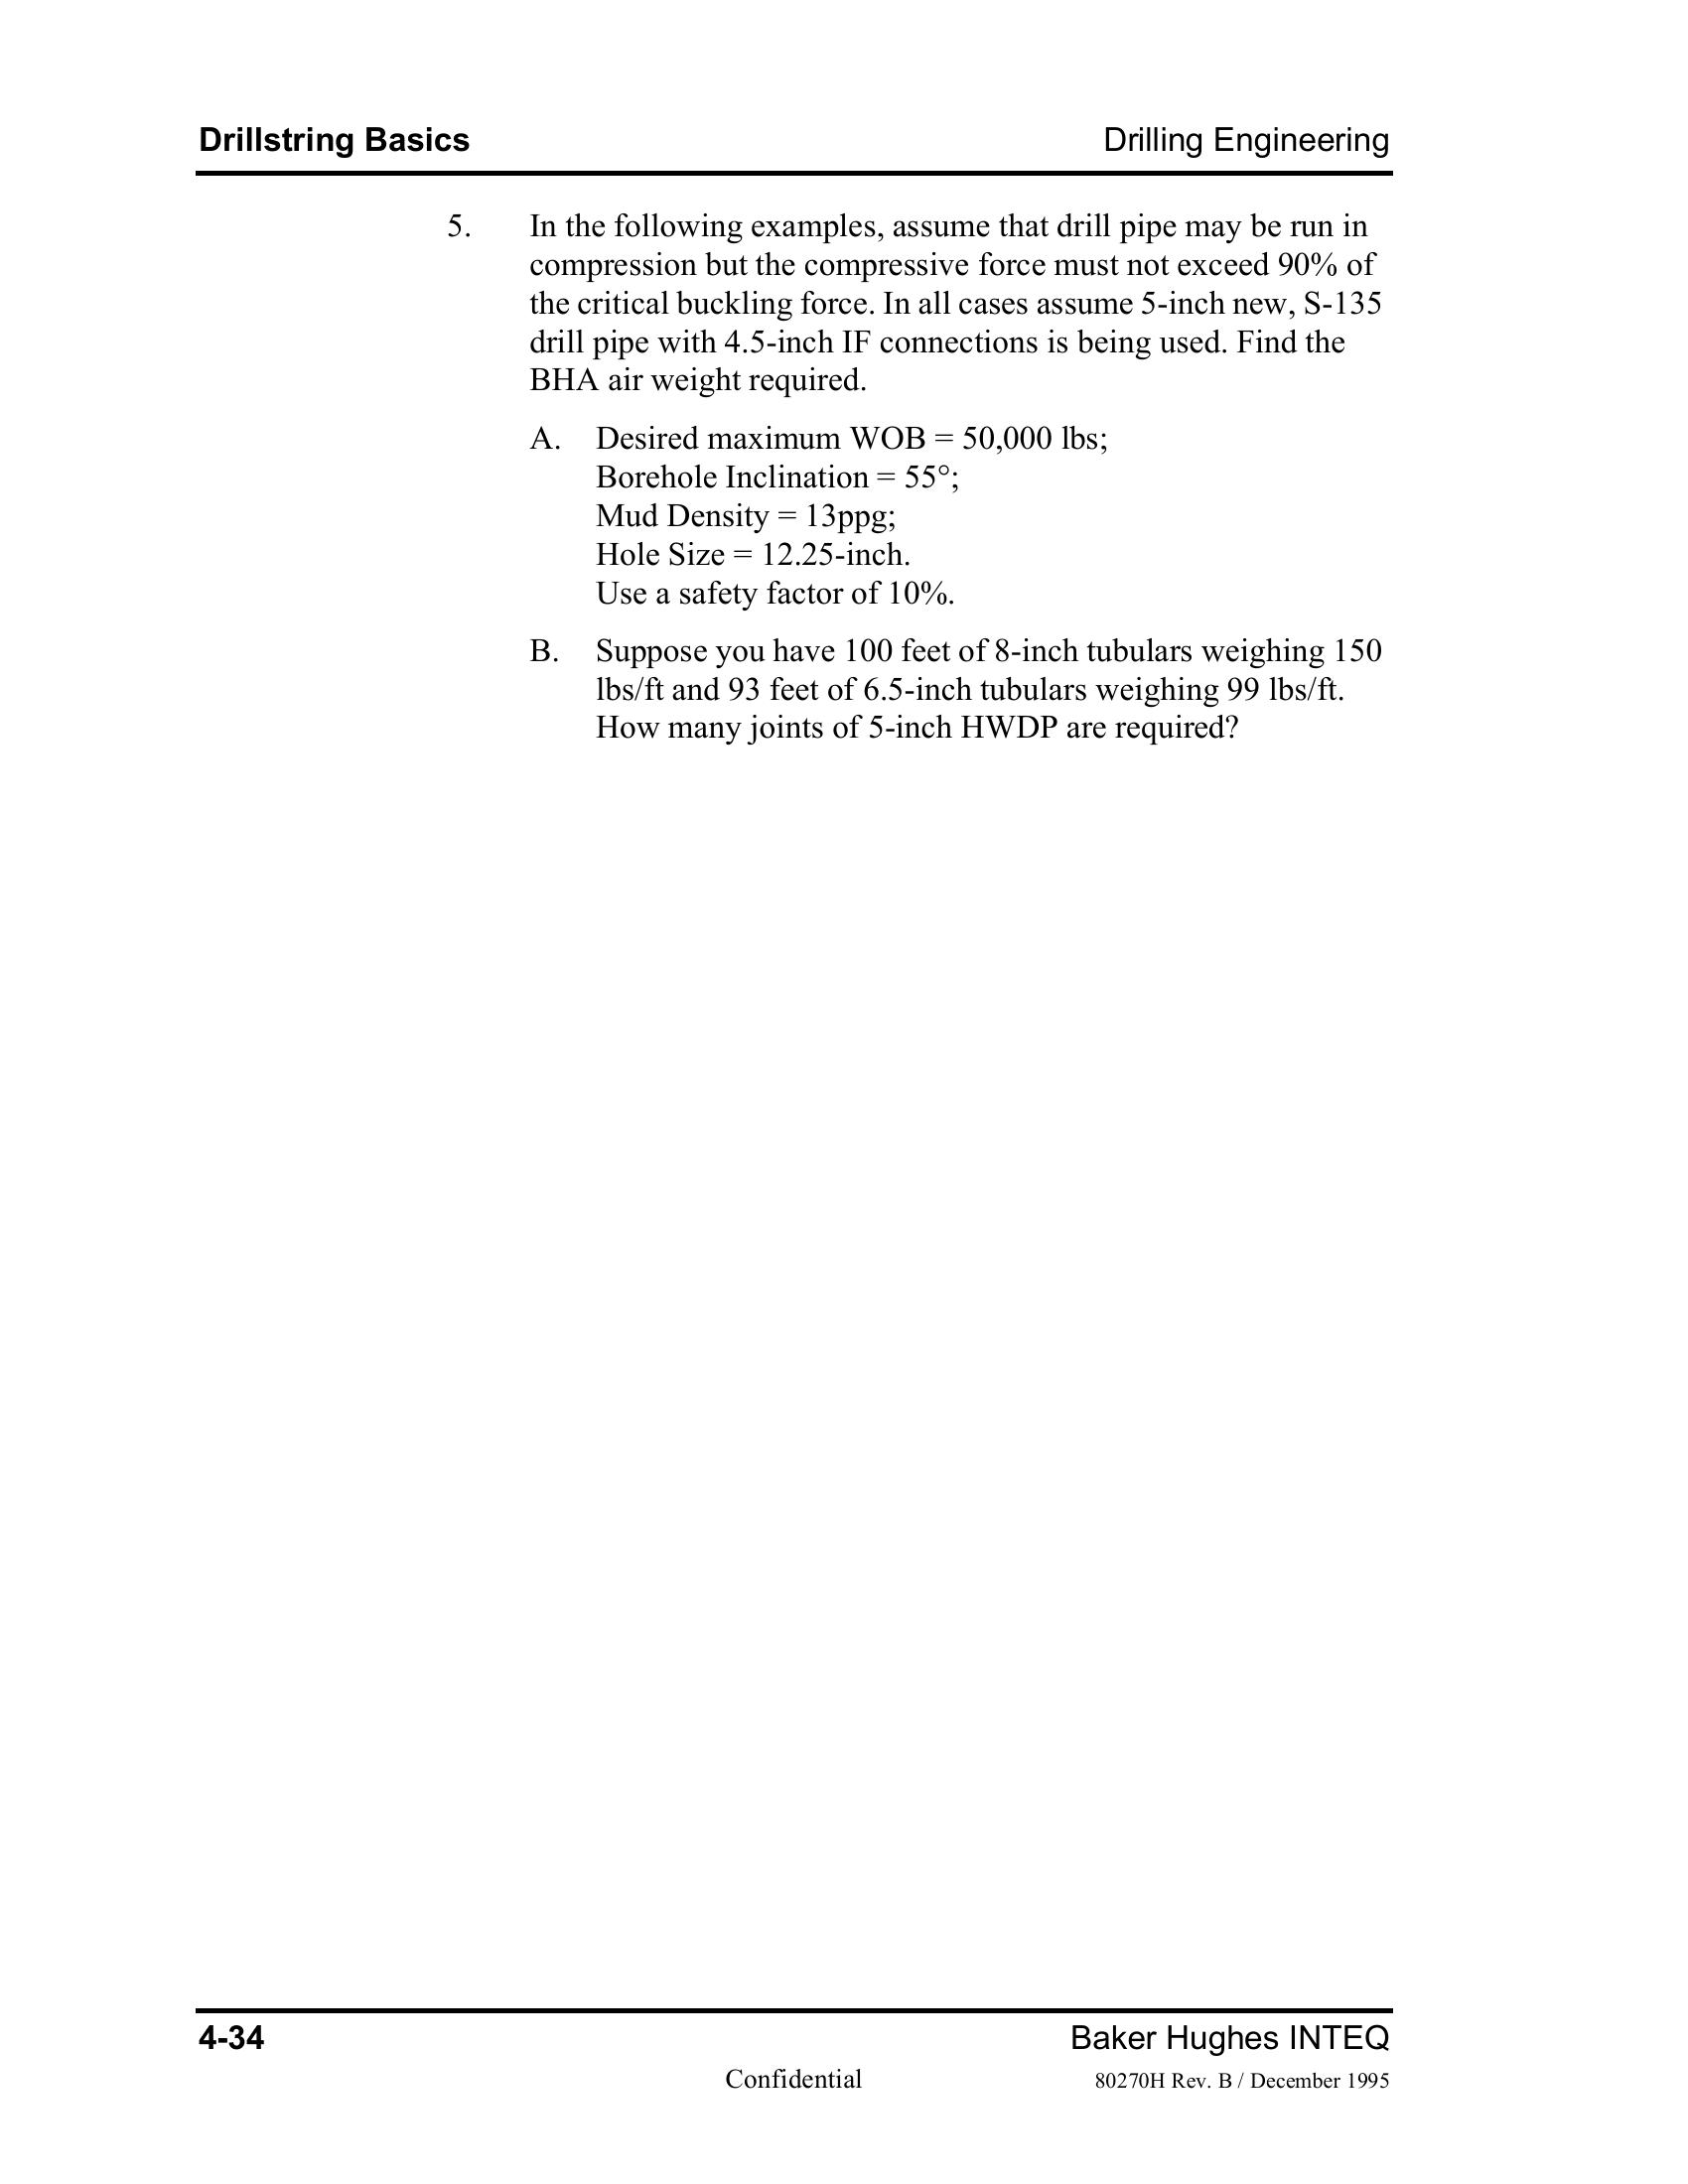 Drillstring Basics Drilling Engineering
5. In the following examples, assume that drill pipe may be run in
compression but the compressive force must not exceed 90% of
the critical buckling force. In all cases assume 5-inch new, S-135
drill pipe with 4.5-inch IF connections is being used. Find the
BHA air weight required.
A. Desired maximum WOB = 50,000 lbs;
Borehole Inclination = 55°;
Mud Density = 13ppg;
Hole Size = 12.25-inch.
Use a safety factor of 10%.
B. Suppose you have 100 feet of 8-inch tubulars weighing 150
lbs/ft and 93 feet of 6.5-inch tubulars weighing 99 lbs/ft.
How many joints of 5-inch HWDP are required?
4-34 Baker Hughes INTEQ
Confidential 80270H Rev. B / December 1995